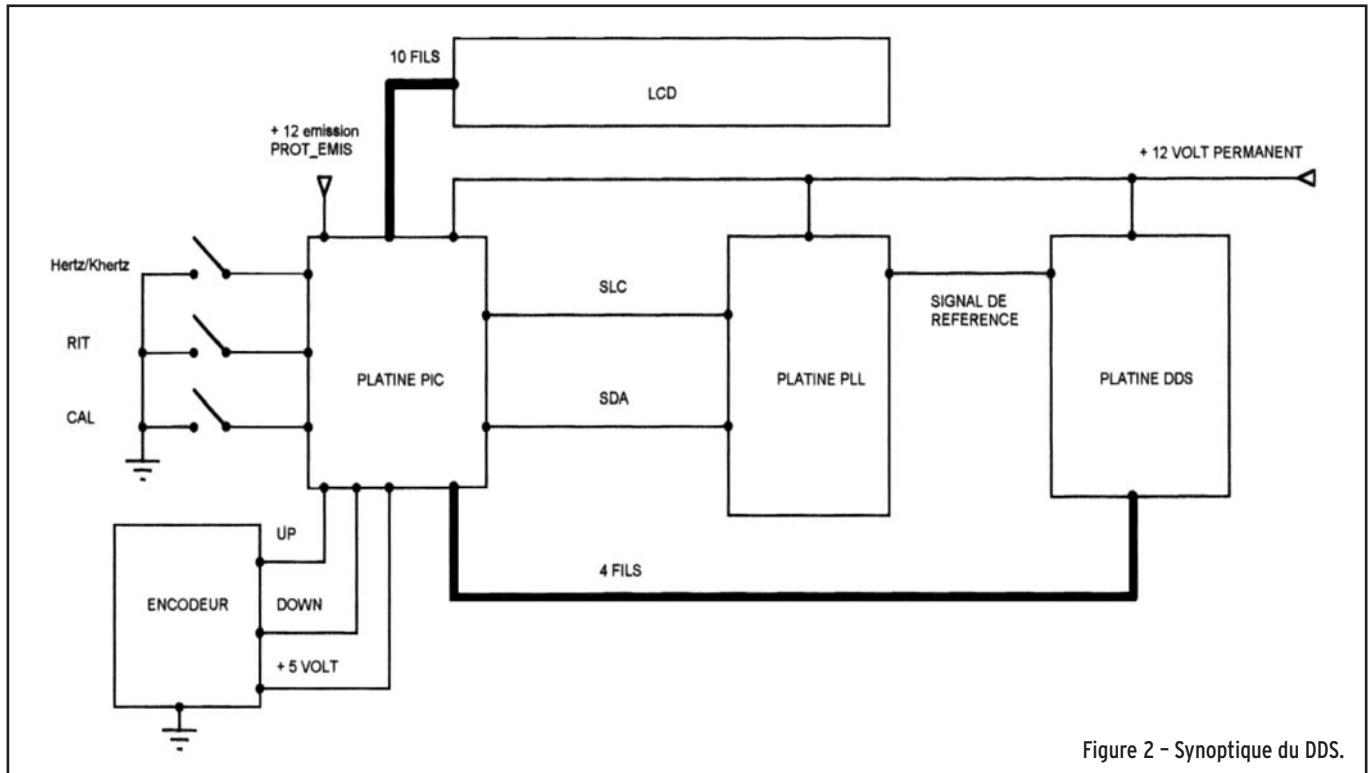 10 FILS
LCD
+ 12 emission
PROT_EMIS
+ 12 VOLT PERMANENT
Hertz/Khertz
RIT
CAL
PLATINE PIC
SLC
SDA
PLATINE PLL
SIGNAL DE
REFERENCE
PLATINE DDS
UP
ENCODEUR
DOWN
+ 5 VOLT
4 FILS
Figure 2 – Synoptique du DDS.